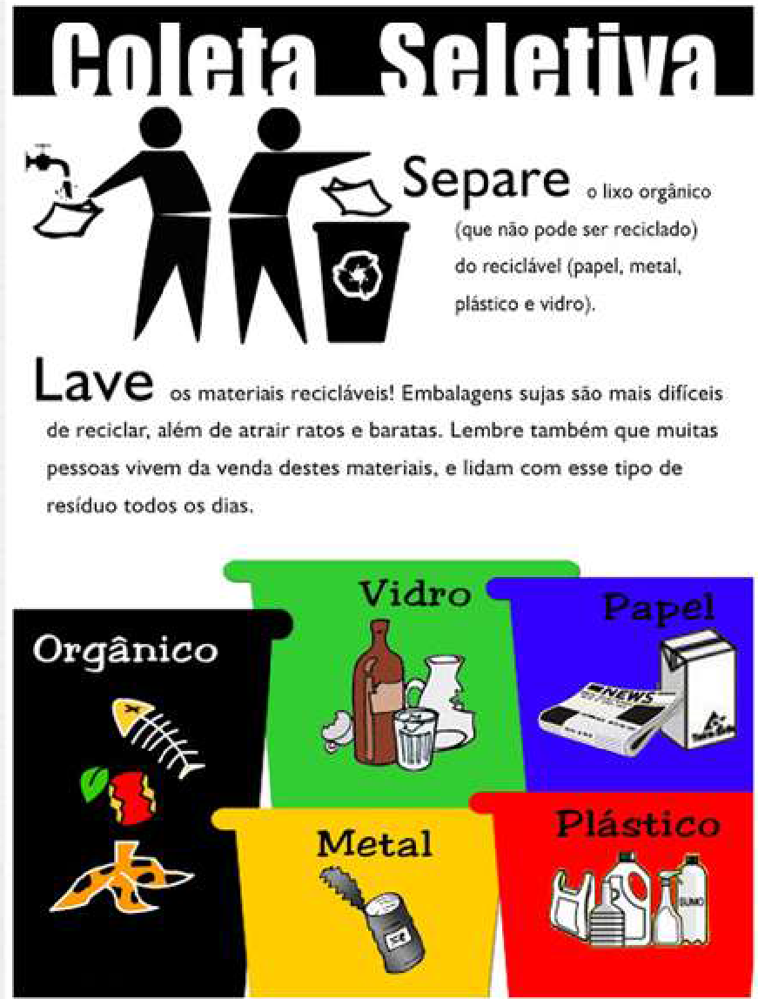 Coleta Seletiva
Separe o lixo orgânico
(que não pode ser reciclado)
do reciclável (papel, metal,
plástico e vidro).
Lave os materiais recicláveis! Embalagens sujas são mais difíceis
de reciclar, além de atrair ratos e baratas. Lembre também que muitas
pessoas vivem da venda destes materiais, e lidam com esse tipo de
resíduo todos os dias.
Vidro
Papel
Orgânico
NEWS
Metal
Plástico
SUMO